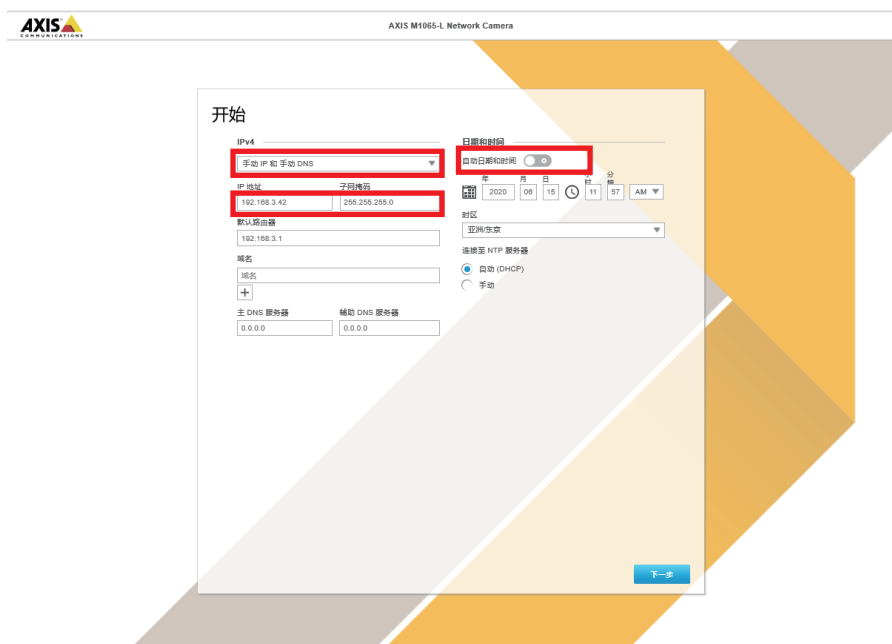 AXIS
COMMUNICATIONS
AXIS M1065-L Network Camera
开始
IPv4
手动 IP 和 手动 DNS
IP 地址 子网掩码
192.168.3.42 255.255.255.0
默认路由器
192.168.3.1
域名
域名
主 DNS 服务器 辅助 DNS 服务器
0.0.0.0 0.0.0.0
日期和时间
自动日期和时间
年 月 日 小时 分钟
2020 06 15 11 57 AM
时区
亚洲/东京
连接至 NTP 服务器
自动 (DHCP)
手动
下一步